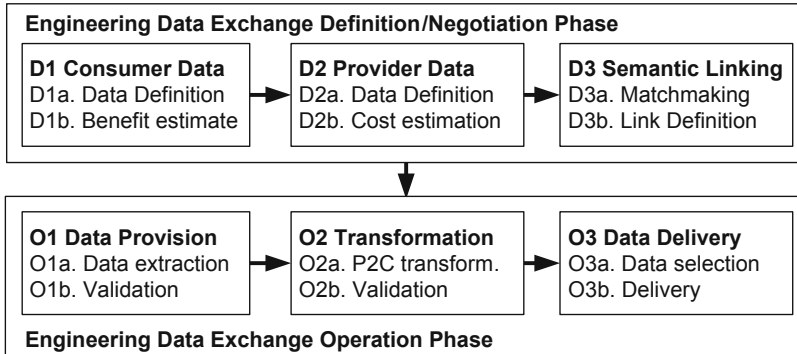 Engineering Data Exchange Definition/Negotiation Phase
D1 Consumer Data
D1a. Data Definition
D1b. Benefit estimate
D2 Provider Data
D2a. Data Definition
D2b. Cost estimation
D3 Semantic Linking
D3a. Matchmaking
D3b. Link Definition
O1 Data Provision
O1a. Data extraction
O1b. Validation
O2 Transformation
O2a. P2C transform.
O2b. Validation
O3 Data Delivery
O3a. Data selection
O3b. Delivery
Engineering Data Exchange Operation Phase